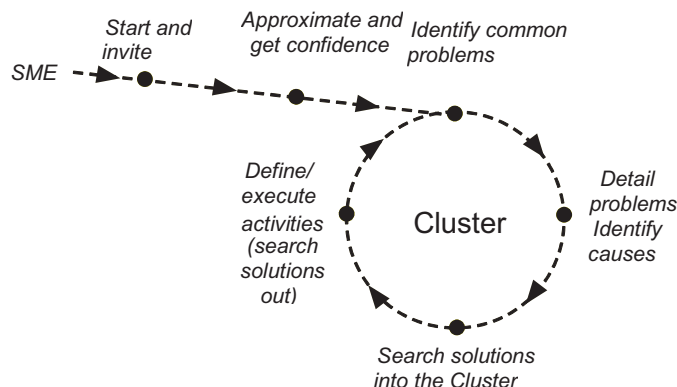 Start and
invite
Approximate and
get confidence
Identify common
problems
SME
Define/
execute
activities
(search
solutions
out)
Cluster
Detail
problems
Identify
causes
Search solutions
into the Cluster